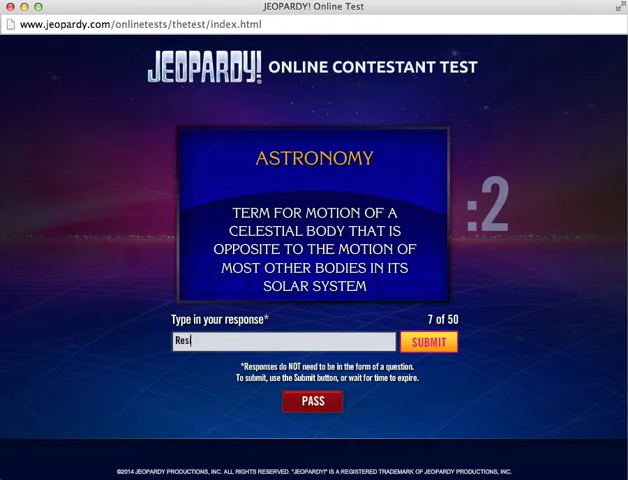 JEOPARDY! Online Test
www.jeopardy.com/onlinetests/thetest/index.html
JEOPARDY! ONLINE CONTESTANT TEST
ASTRONOMY
:2
TERM FOR MOTION OF A
CELESTIAL BODY THAT IS
OPPOSITE TO THE MOTION OF
MOST OTHER BODIES IN ITS
SOLAR SYSTEM
Type in your response* 7 of 50
Res
SUBMIT
*Responses do NOT need to be in the form of a question.
To submit, use the Submit button, or wait for time to expire.
PASS
©2014 JEOPARDY PRODUCTIONS, INC. ALL RIGHTS RESERVED. "JEOPARDY!" IS A REGISTERED TRADEMARK OF JEOPARDY PRODUCTIONS, INC.